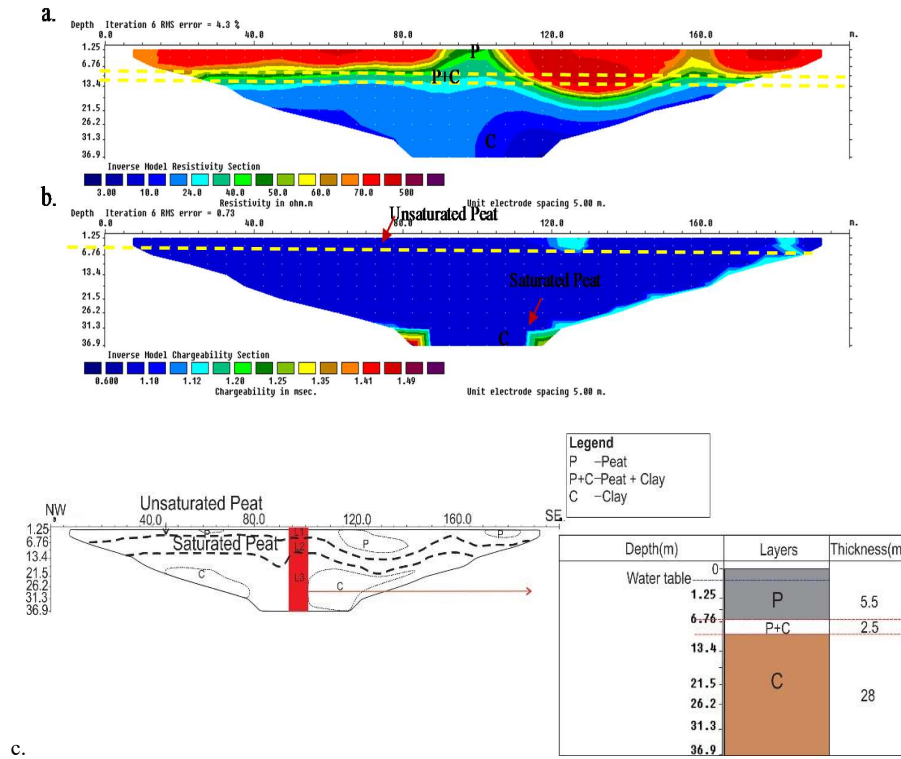 a.
Depth Iteration 6 RMS error = 4.3 %
0.0 40.0 80.0 120.0 160.0 m.
1.25
6.76
13.4
21.5
26.2
31.3
36.9
P
P+C
C
Inverse Model Resistivity Section
3.00 10.0 24.0 40.0 50.0 60.0 70.0 500
Resistivity in ohm.m
Unit electrode spacing 5.00 m.
b.
Depth Iteration 6 RMS error = 0.73
Unsaturated Peat
0.0 40.0 80.0 120.0 160.0 m.
1.25
6.76
13.4
21.5
26.2
31.3
36.9
Saturated Peat
C
Inverse Model Chargeability Section
0.600 1.10 1.12 1.20 1.25 1.35 1.41 1.49
Chargeability in msec.
Unit electrode spacing 5.00 m.
Legend
P –Peat
P+C–Peat + Clay
C –Clay
Unsaturated Peat
NW SE
40.0 80.0 120.0 160.0
1.25
6.76
13.4
21.5
26.2
31.3
36.9
P L1 P P
Saturated Peat
L2
C L3 C
Depth(m) Layers Thickness(m
0
Water table
1.25 P 5.5
6.76 P+C 2.5
13.4
21.5 C 28
26.2
31.3
36.9
c.